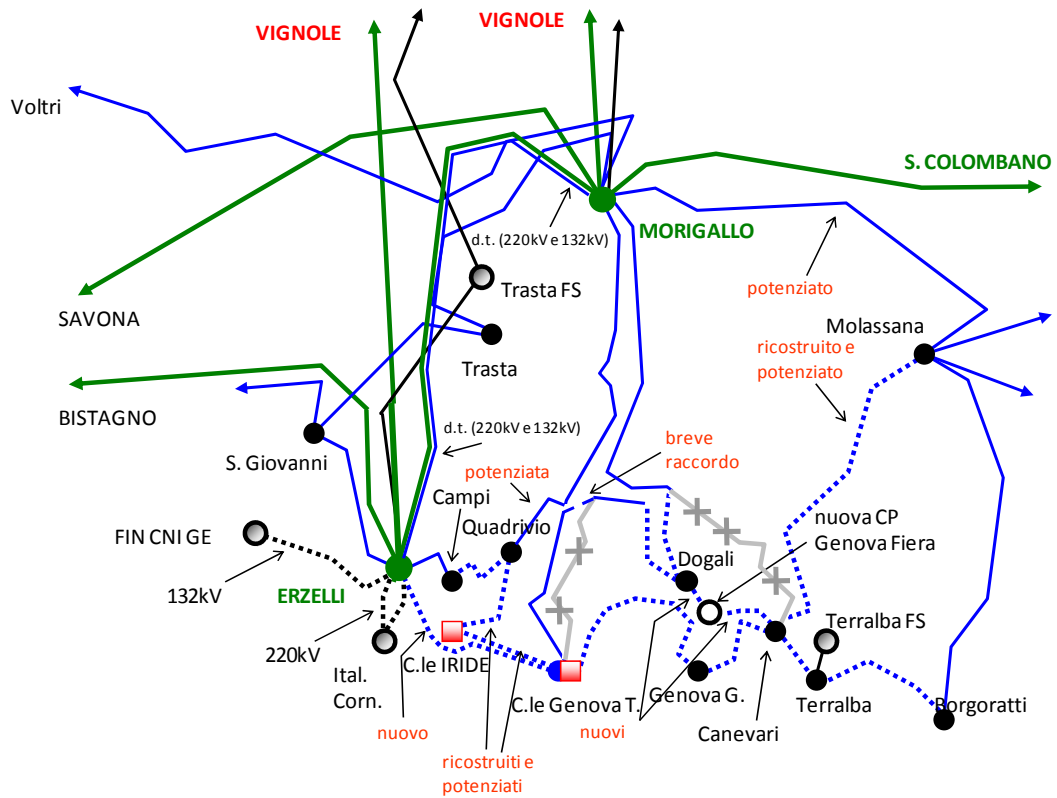 VIGNOLE
VIGNOLE
Voltri
S. COLOMBANO
d.t. (220kV e 132kV)
MORIGALLO
Trasta FS
potenziato
SAVONA
Molassana
ricostruito e
potenziato
Trasta
BISTAGNO
d.t. (220kV e 132kV)
breve
raccordo
S. Giovanni
potenziata
Campi
Quadrivio
nuova CP
Genova Fiera
FIN CNI GE
Dogali
132kV
ERZELLI
Terralba FS
220kV
Ital.
Corn.
C.le IRIDE
C.le Genova T.
Genova G.
Terralba
Borgoratti
nuovo
nuovi
Canevari
ricostruiti e
potenziati